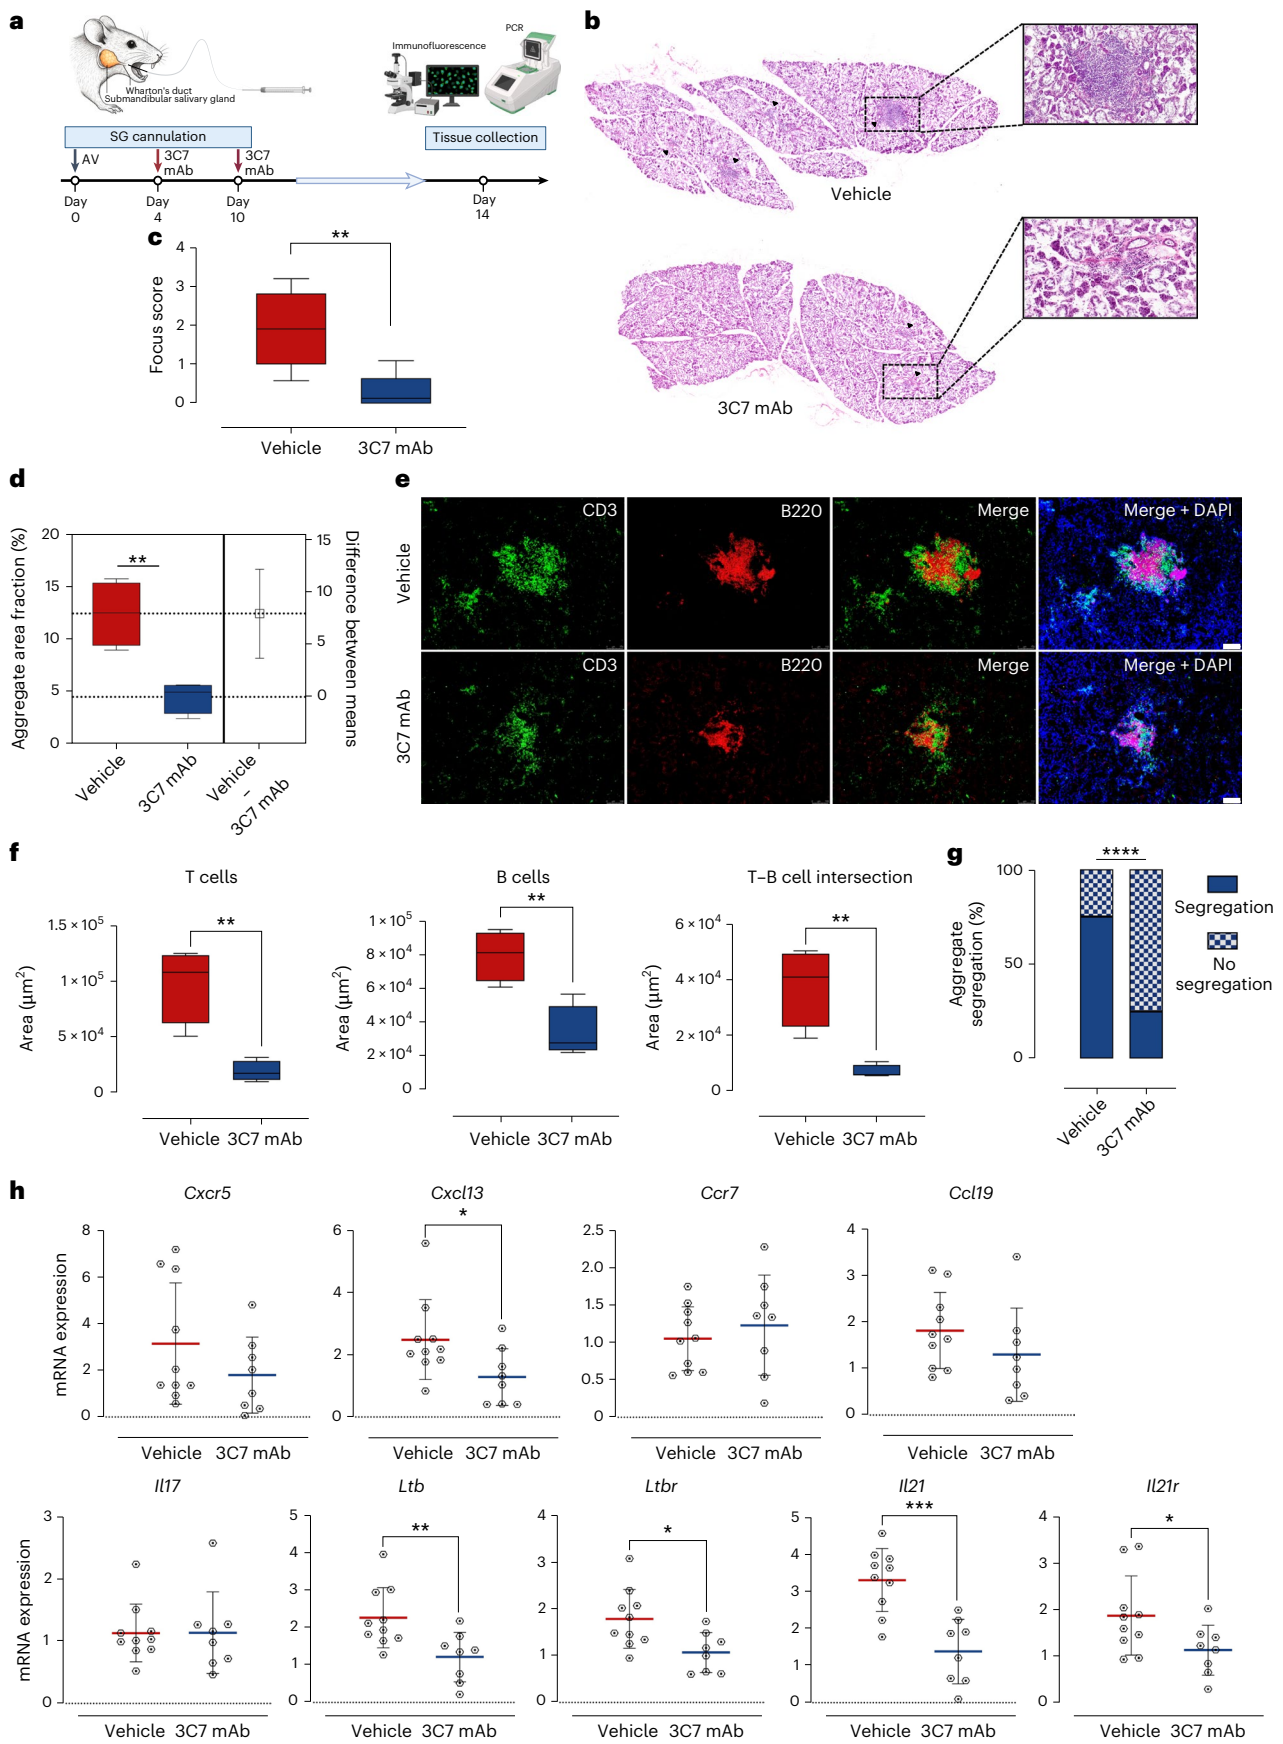 a
Wharton's duct
Submandibular salivary gland
Immunofluorescence
PCR
SG cannulation
Tissue collection
AV
3C7
mAb
3C7
mAb
Day
0
Day
4
Day
10
Day
14
b
Vehicle
3C7 mAb
c
**
Focus score
4
3
2
1
0
Vehicle
3C7 mAb
d
Aggregate area fraction (%)
20
15
10
5
0
**
15
10
5
0
Difference between means
Vehicle
3C7 mAb
Vehicle
–
3C7 mAb
e
Vehicle
CD3
B220
Merge
Merge + DAPI
3C7 mAb
CD3
B220
Merge
Merge + DAPI
f
T cells
Area (µm²)
1.5 × 10⁵
1 × 10⁵
5 × 10⁴
0
**
Vehicle 3C7 mAb
B cells
Area (µm²)
1 × 10⁵
8 × 10⁴
6 × 10⁴
4 × 10⁴
2 × 10⁴
0
**
Vehicle 3C7 mAb
T–B cell intersection
Area (µm²)
6 × 10⁴
4 × 10⁴
2 × 10⁴
0
**
Vehicle 3C7 mAb
g
Aggregate
segregation (%)
100
50
0
****
Vehicle
3C7 mAb
Segregation
No
segregation
h
mRNA expression
Cxcr5
8
6
4
2
0
Vehicle 3C7 mAb
Cxcl13
6
4
2
0
*
Vehicle 3C7 mAb
Ccr7
2.5
2.0
1.5
1.0
0.5
0
Vehicle 3C7 mAb
Ccl19
4
3
2
1
0
Vehicle 3C7 mAb
mRNA expression
Il17
3
2
1
0
Vehicle 3C7 mAb
Ltb
5
4
3
2
1
0
**
Vehicle 3C7 mAb
Ltbr
4
3
2
1
0
*
Vehicle 3C7 mAb
Il21
5
4
3
2
1
0
***
Vehicle 3C7 mAb
Il21r
4
3
2
1
0
*
Vehicle 3C7 mAb